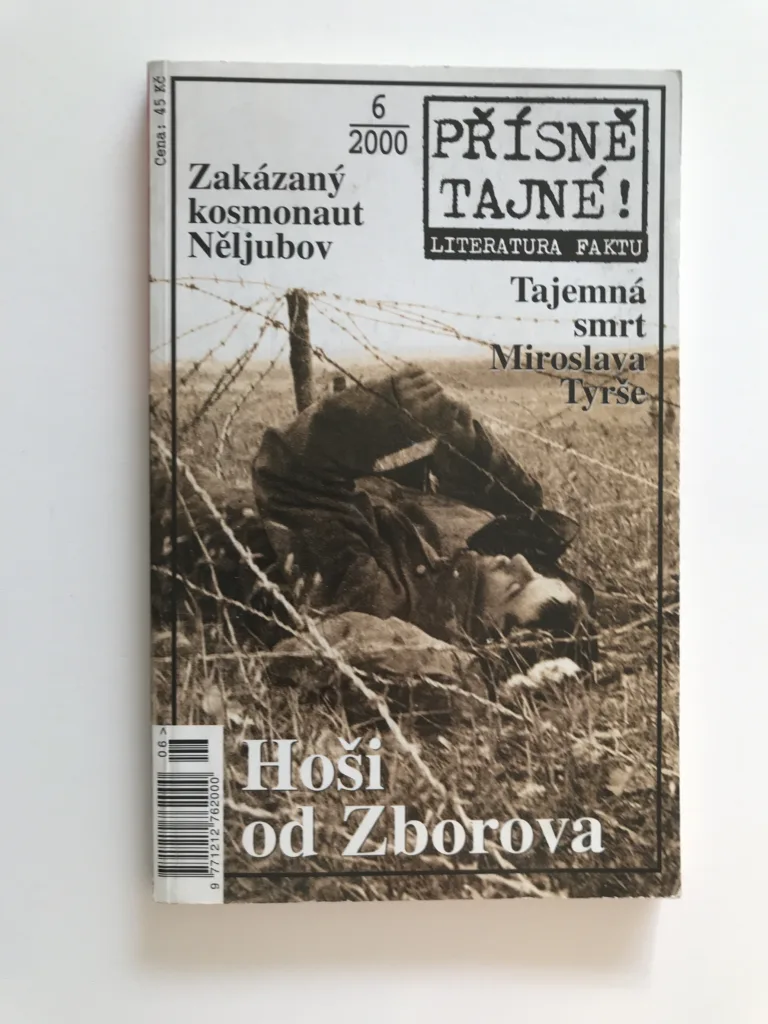 Cena: 45 Kč
6
2000
PŘÍSNĚ
TAJNÉ!
LITERATURA FAKTU
Zakázaný
kosmonaut
Něljubov
Tajemná
smrt
Miroslava
Tyrše
Hoši
od Zborova
06>
9 771212 762000